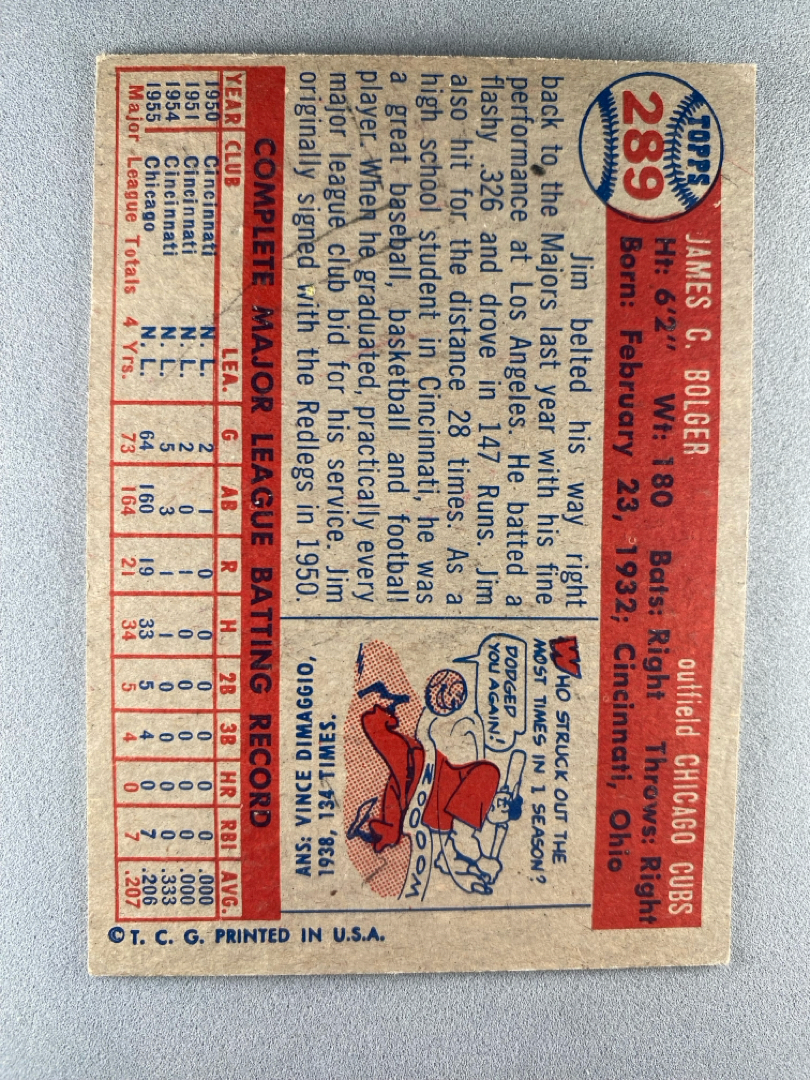 TOPPS
289
JAMES C. BOLGER
outfield CHICAGO CUBS
Ht: 6'2" Wt: 180 Bats: Right Throws: Right
Born: February 23, 1932; Cincinnati, Ohio
Jim belted his way right
back to the Majors last year with his fine
performance at Los Angeles. He batted a
flashy .326 and drove in 147 Runs. Jim
also hit for the distance 28 times. As a
high school student in Cincinnati, he was
a great baseball, basketball and football
player. When he graduated, practically every
major league club bid for his service. Jim
originally signed with the Redlegs in 1950.
WHO STRUCK OUT THE
MOST TIMES IN 1 SEASON?
DODGED
YOU AGAIN!
ZOOOOM
ANS: VINCE DIMAGGIO,
1938, 134 TIMES.
COMPLETE MAJOR LEAGUE BATTING RECORD
YEAR CLUB LEA. G AB R H 2B 3B HR RBI AVG.
1950 Cincinnati N. L. 2 1 0 0 0 0 0 0 .000
1951 Cincinnati N. L. 2 0 1 0 0 0 0 0 .000
1954 Cincinnati N. L. 5 3 1 1 0 0 0 0 .333
1955 Chicago N. L. 64 160 19 33 5 4 0 7 .206
Major League Totals 4 Yrs. 73 164 21 34 5 4 0 7 .207
© T. C. G. PRINTED IN U.S.A.